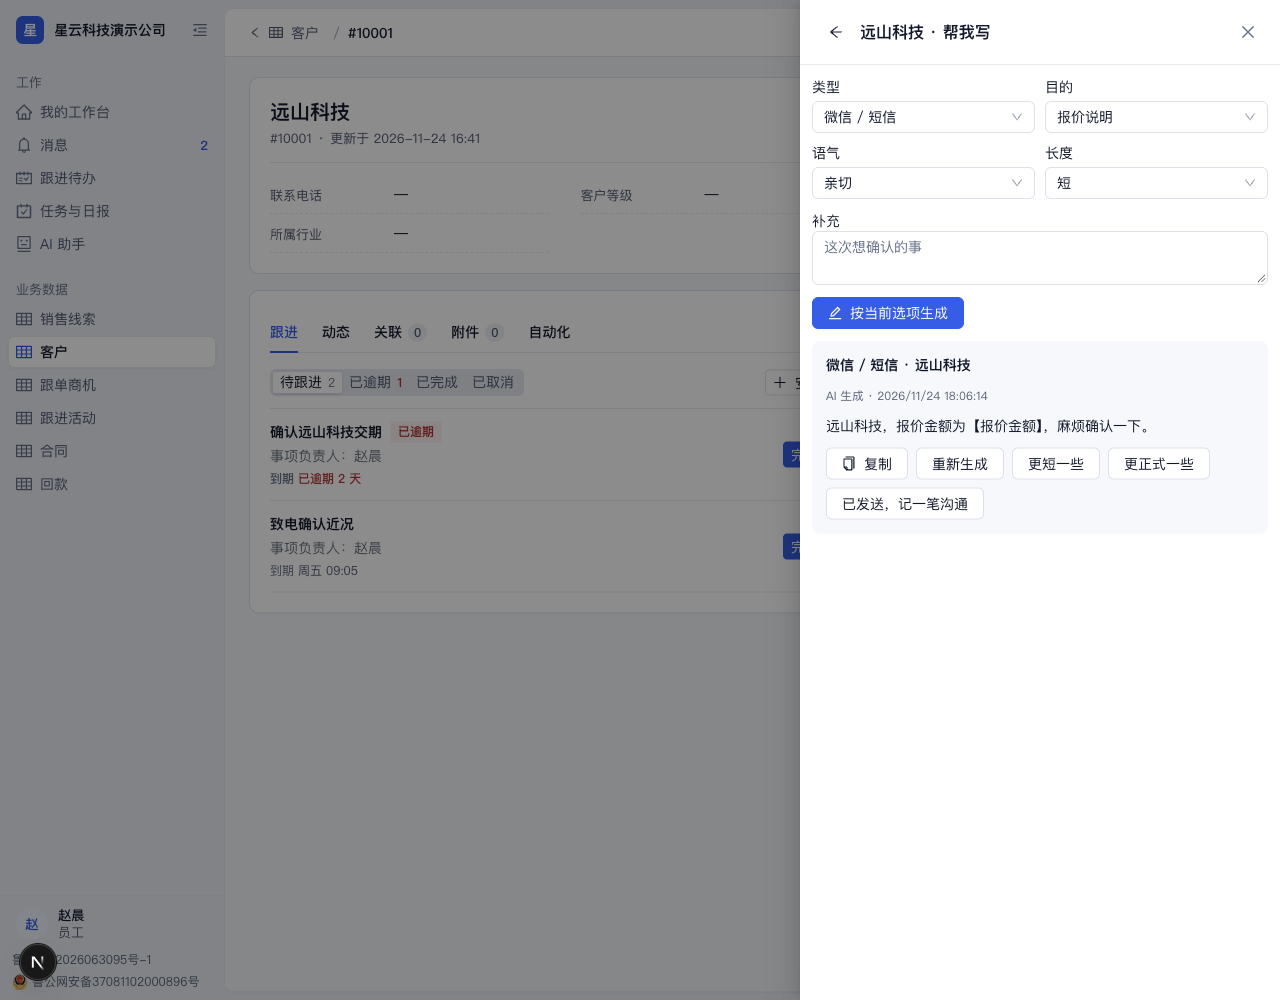 星 星云科技演示公司
工作
我的工作台
消息 2
跟进待办
任务与日报
AI 助手
业务数据
销售线索
客户
跟单商机
跟进活动
合同
回款
赵 赵晨
员工
2026063095号-1
N
公网安备37081102000896号
客户 / #10001
远山科技
#10001 · 更新于 2026-11-24 16:41
联系电话 —
客户等级 —
所属行业 —
跟进 动态 关联 0 附件 0 自动化
待跟进 2 已逾期 1 已完成 已取消
确认远山科技交期 已逾期
事项负责人：赵晨
到期 已逾期 2 天
致电确认近况
事项负责人：赵晨
到期 周五 09:05
远山科技 · 帮我写
类型 目的
微信 / 短信 报价说明
语气 长度
亲切 短
补充
这次想确认的事
按当前选项生成
微信 / 短信 · 远山科技
AI 生成 · 2026/11/24 18:06:14
远山科技，报价金额为【报价金额】，麻烦确认一下。
复制 重新生成 更短一些 更正式一些
已发送，记一笔沟通